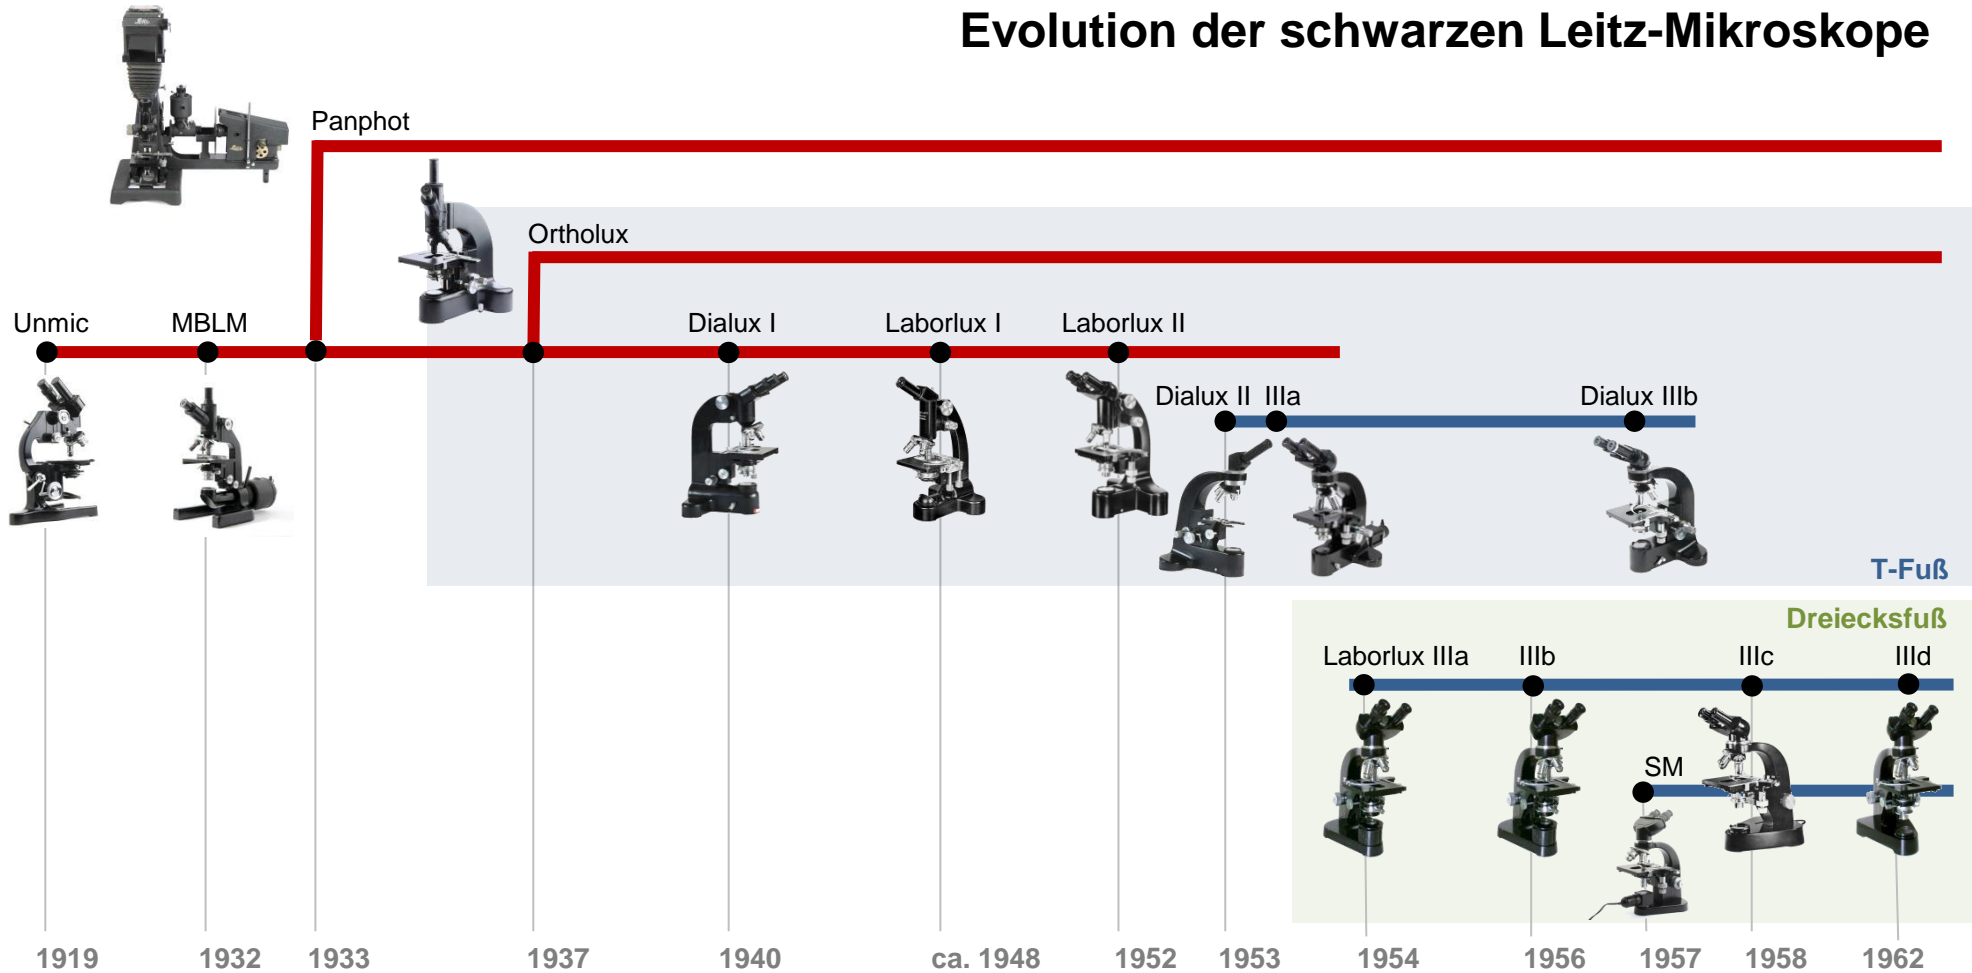 Evolution der schwarzen Leitz-Mikroskope
Panphot
Ortholux
Unmic
MBLM
Dialux I
Laborlux I
Laborlux II
Dialux II
IIIa
Dialux IIIb
T-Fuß
Dreiecksfuß
Laborlux IIIa
IIIb
IIIc
IIId
SM
1919
1932
1933
1937
1940
ca. 1948
1952
1953
1954
1956
1957
1958
1962